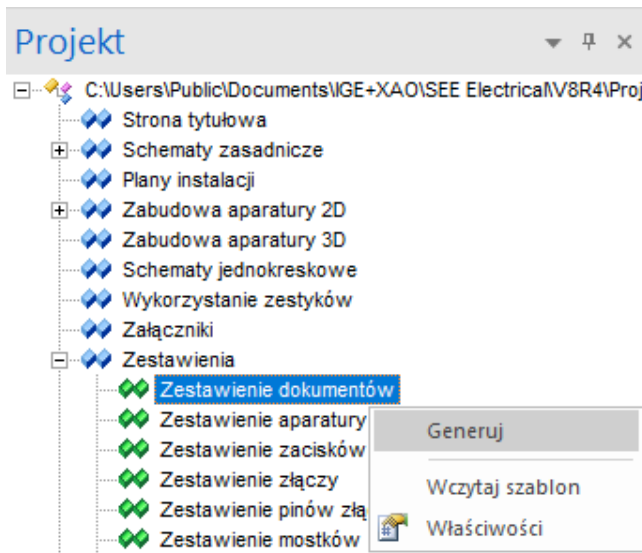 Projekt
C:\Users\Public\Documents\IGE+XAO\SEE Electrical\V8R4\Proj
Strona tytułowa
Schematy zasadnicze
Plany instalacji
Zabudowa aparatury 2D
Zabudowa aparatury 3D
Schematy jednokreskowe
Wykorzystanie zestyków
Załączniki
Zestawienia
Zestawienie dokumentów
Zestawienie aparatury
Zestawienie zacisków
Zestawienie złączy
Zestawienie pinów złą
Zestawienie mostków
Generuj
Wczytaj szablon
Właściwości